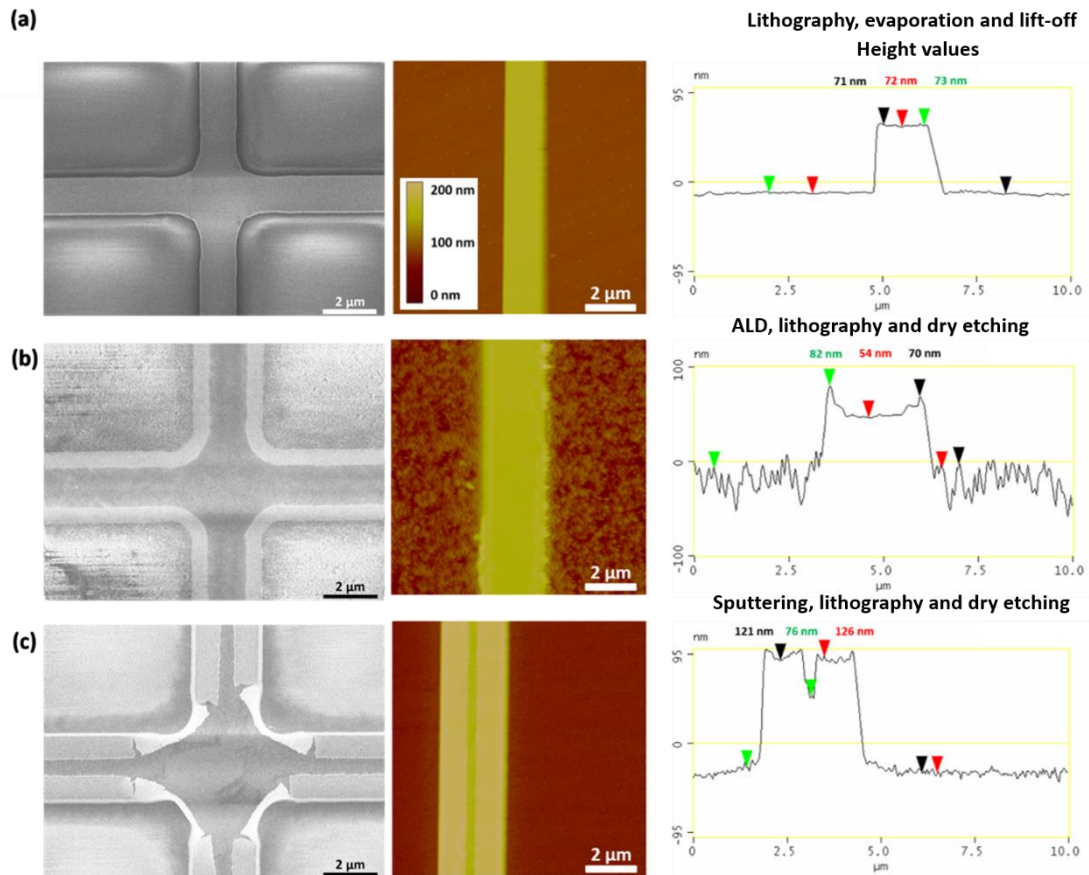 (a)
Lithography, evaporation and lift-off
Height values
nm
71 nm 72 nm 73 nm
95
0
-95
0 2.5 5.0 7.5 10.0
µm
200 nm
100 nm
0 nm
2 µm
2 µm
(b)
ALD, lithography and dry etching
nm
82 nm 54 nm 70 nm
100
0
-100
0 2.5 5.0 7.5 10.0
µm
2 µm
2 µm
(c)
Sputtering, lithography and dry etching
nm
121 nm 76 nm 126 nm
95
0
-95
0 2.5 5.0 7.5 10.0
µm
2 µm
2 µm